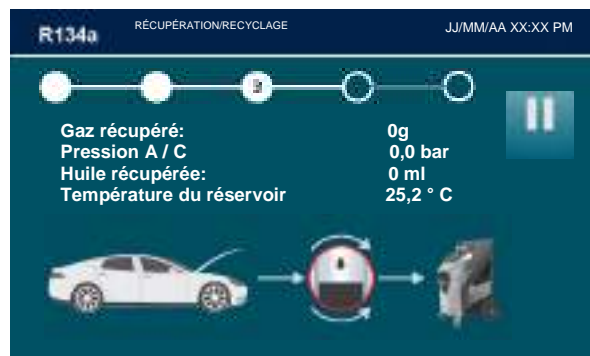 R134a RÉCUPÉRATION/RECYCLAGE JJ/MM/AA XX:XX PM
Gaz récupéré: 0g
Pression A / C 0,0 bar
Huile récupérée: 0 ml
Température du réservoir 25,2 ° C